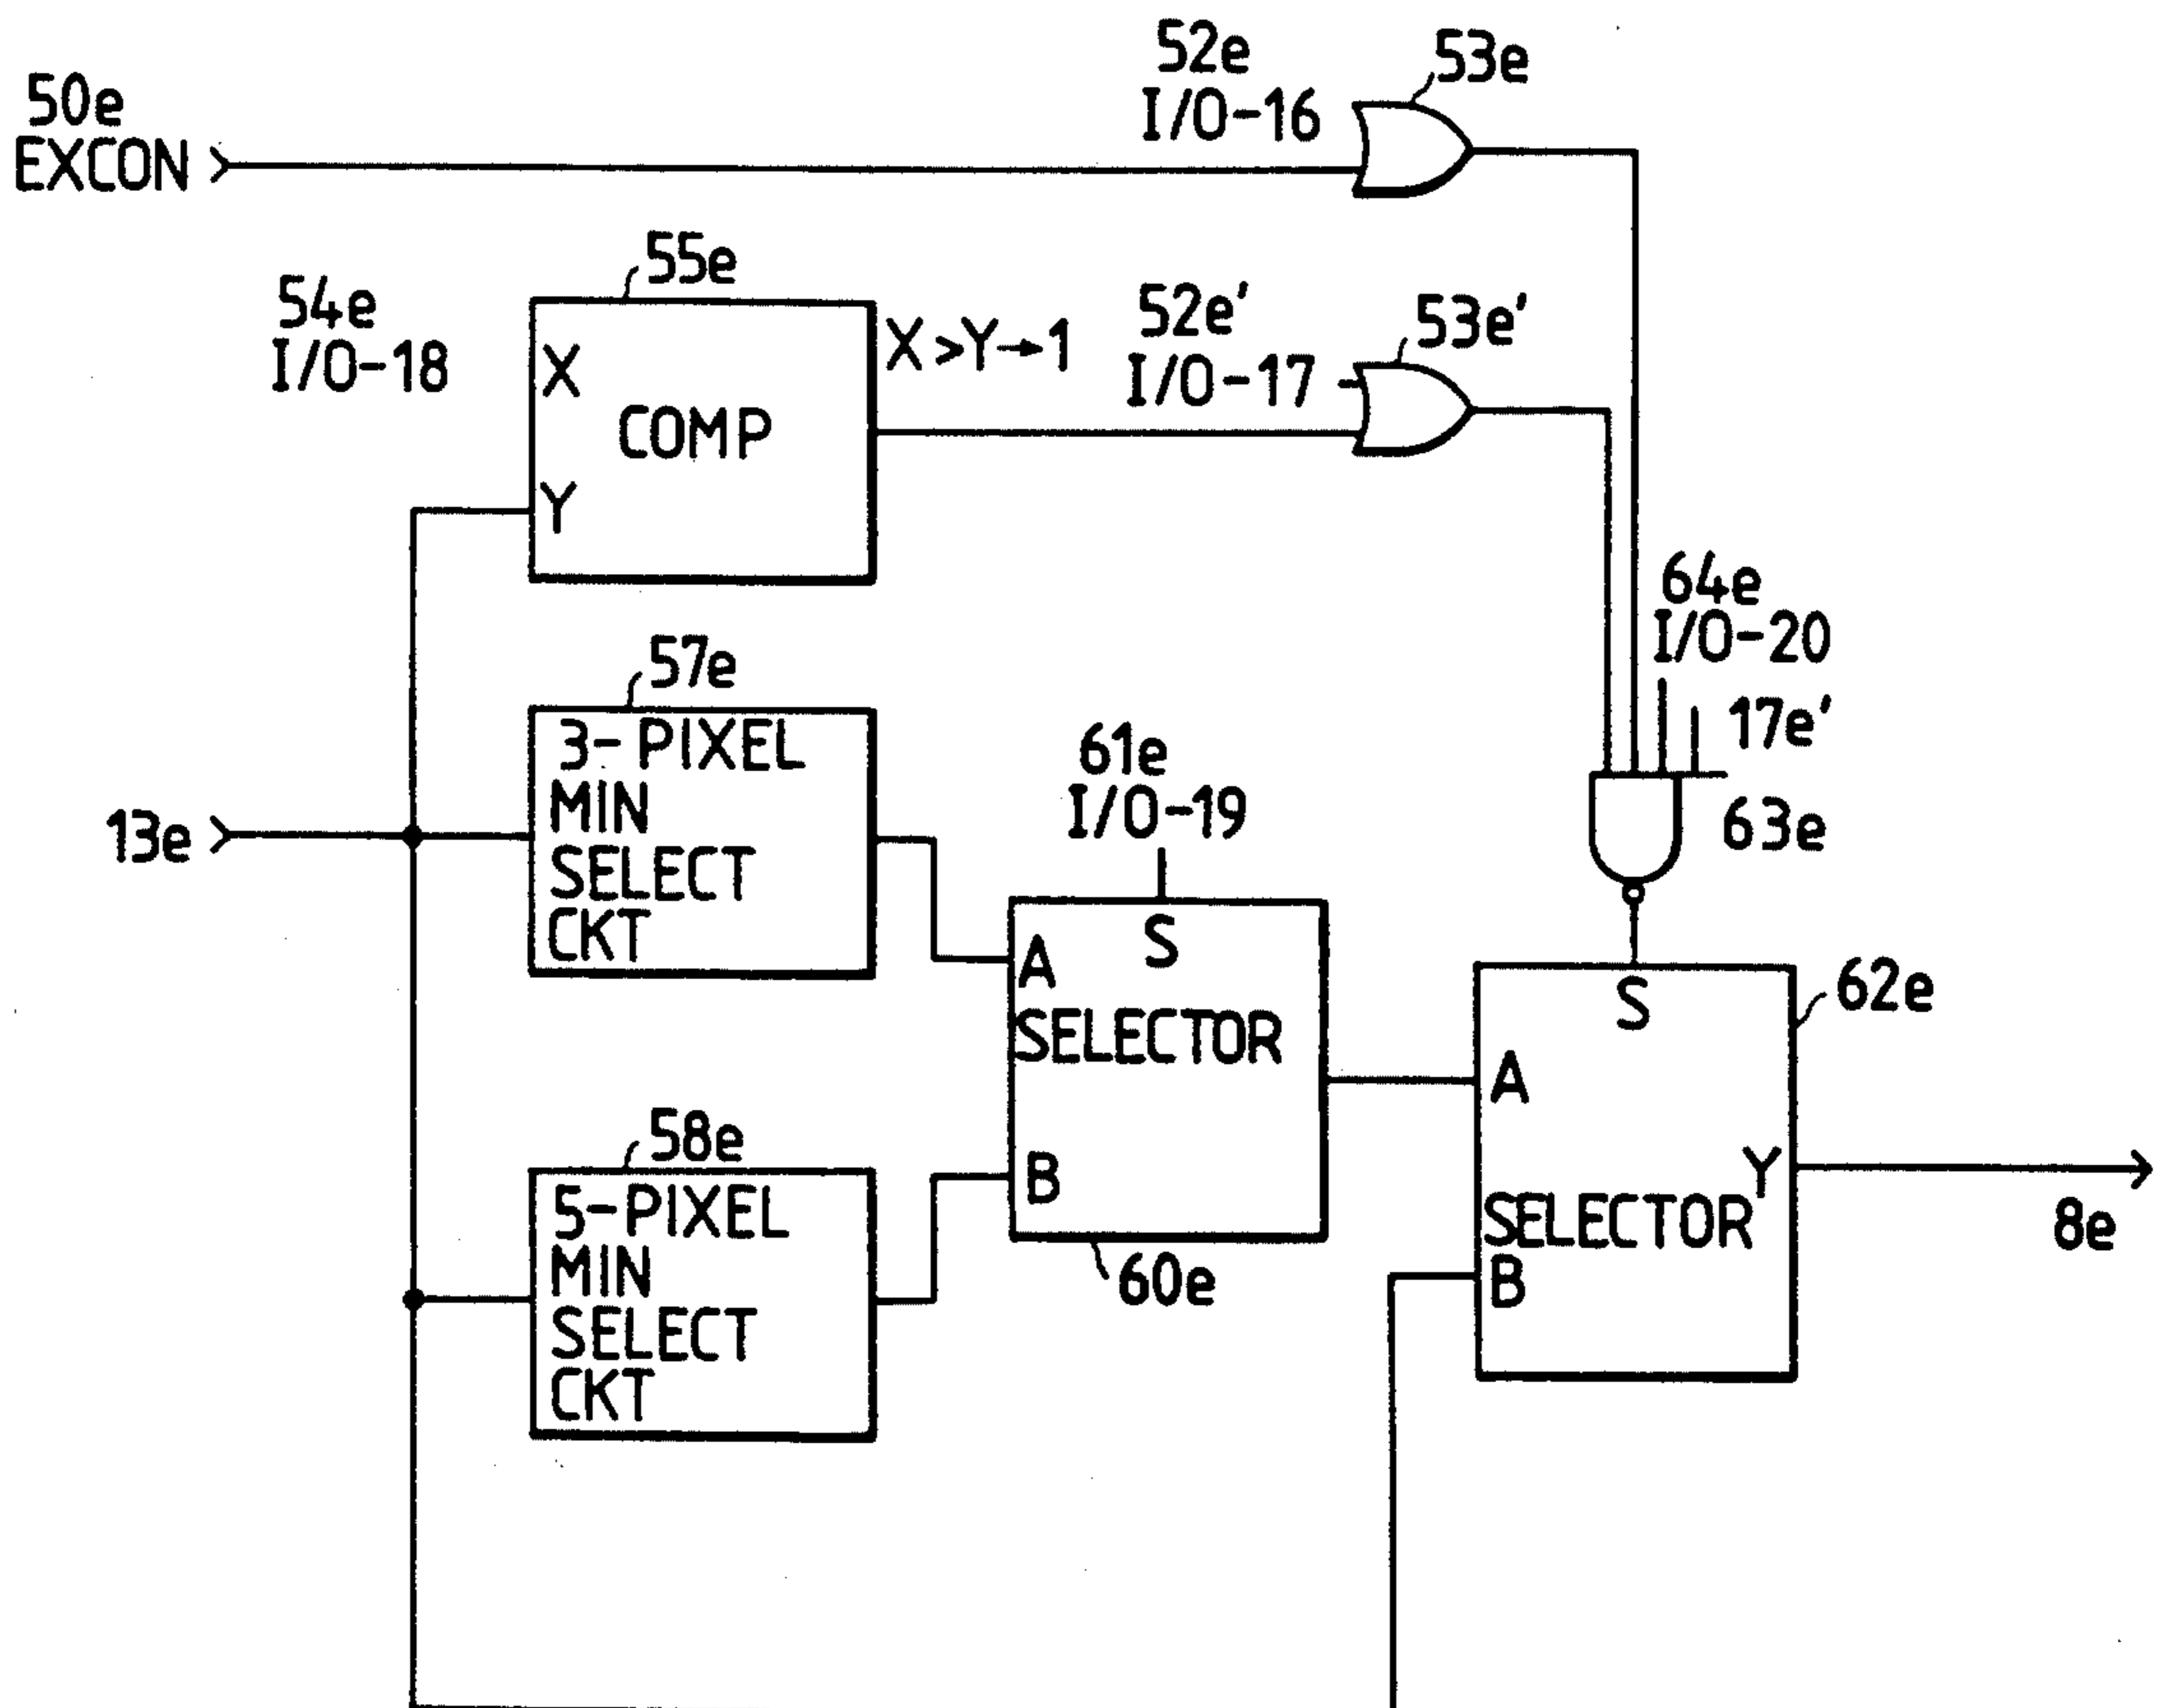 50e
EXCON
52e
I/O-16
53e
54e
I/O-18
55e
X
COMP
Y
X>Y→1
52e'
I/O-17
53e'
64e
I/O-20
17e'
63e
13e
57e
3-PIXEL
MIN
SELECT
CKT
61e
I/O-19
S
A
SELECTOR
B
60e
58e
5-PIXEL
MIN
SELECT
CKT
S
62e
A
Y
SELECTOR
B
8e